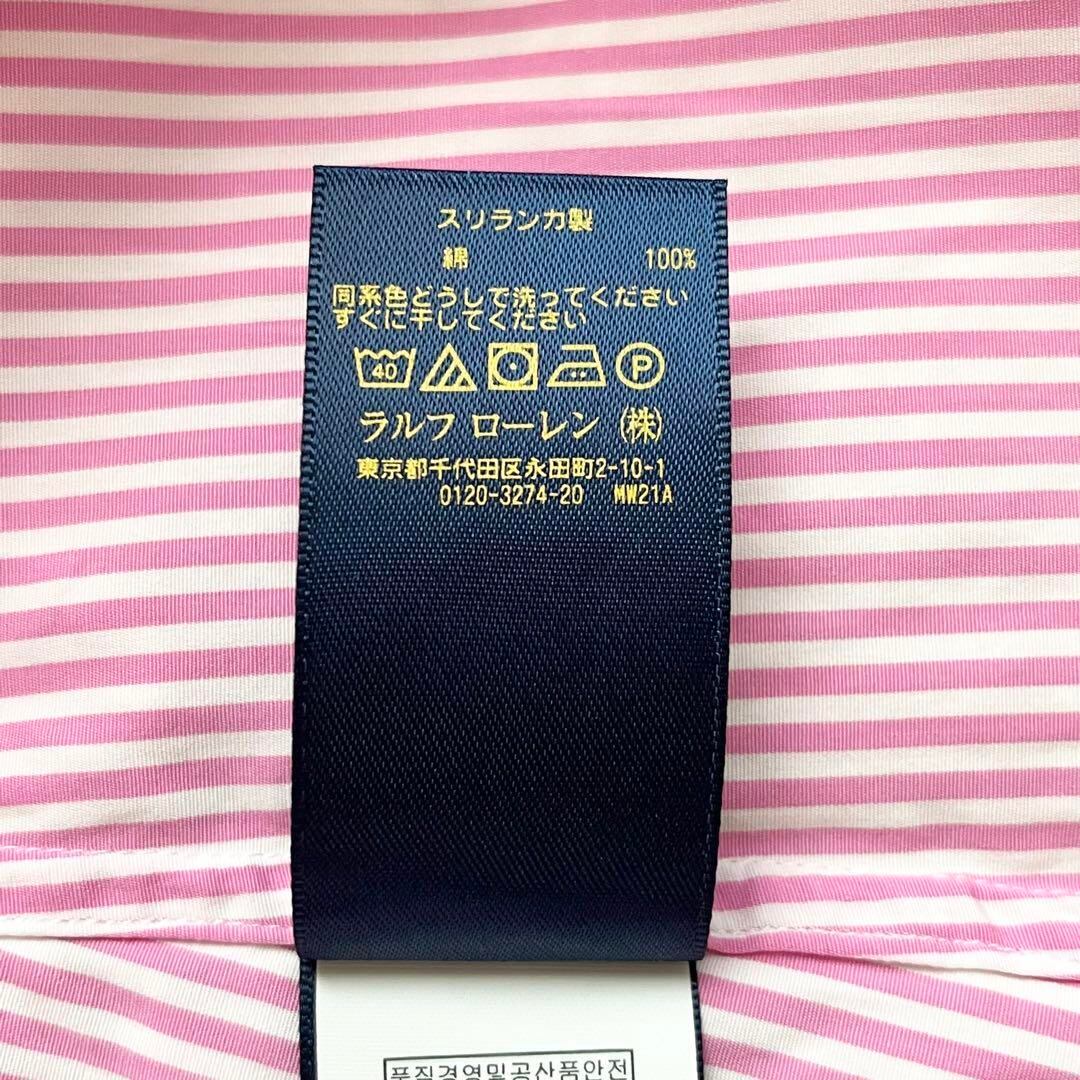 スリランカ製
綿 100%
同系色どうしで洗ってください
すぐに干してください
40 P
ラルフ ローレン (株)
東京都千代田区永田町2-10-1
0120-3274-20 MW21A
품질경영및공산품안전